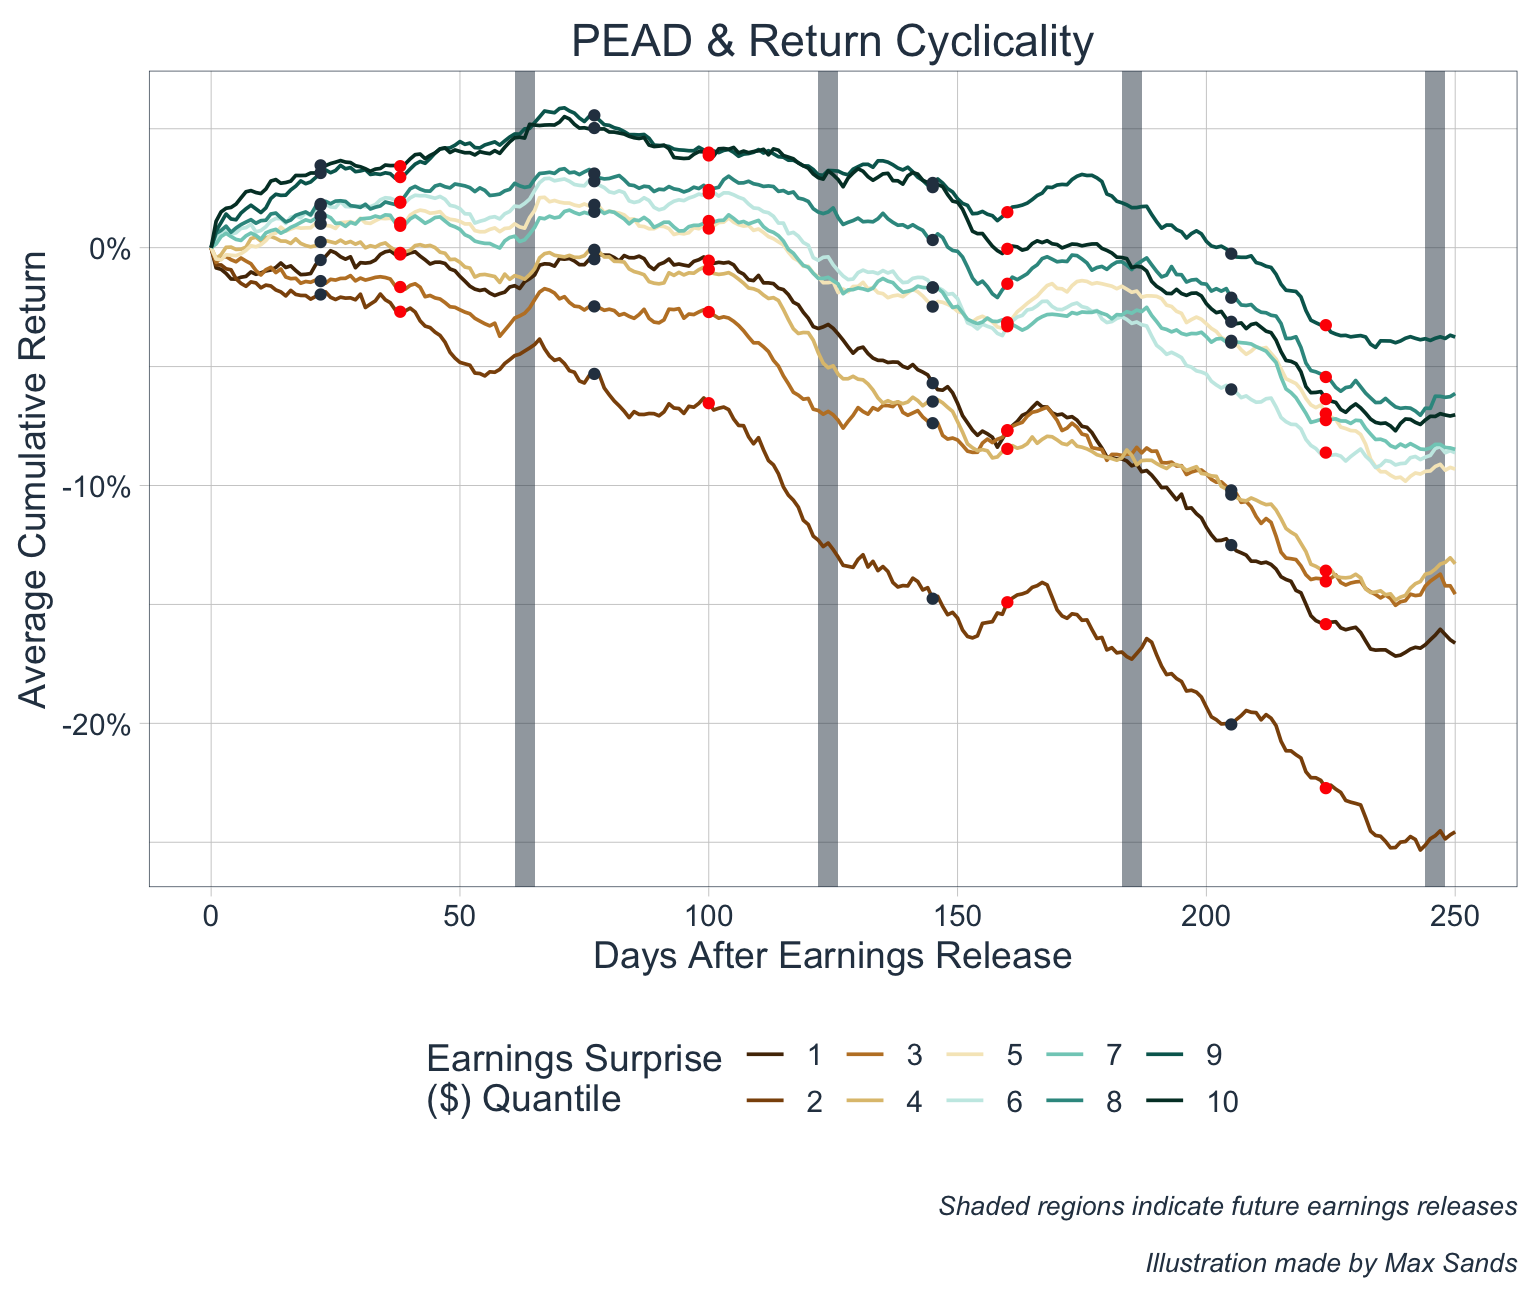 PEAD & Return Cyclicality
Average Cumulative Return
0%
-10%
-20%
0 50 100 150 200 250
Days After Earnings Release
Earnings Surprise
($) Quantile
1 3 5 7 9
2 4 6 8 10
Shaded regions indicate future earnings releases
Illustration made by Max Sands